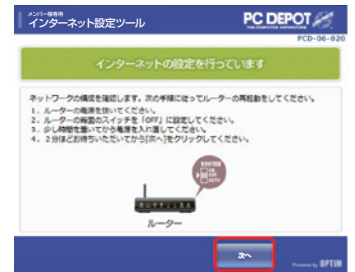 メンバー様専用
インターネット設定ツール
PC DEPOT
PCD-06-020
インターネットの設定を行っています
ネットワークの構成を確認します。次の手順に従ってルーターの再起動をしてください。
1. ルーターの電源を抜いてください。
2. ルーターの背面のスイッチを「OFF」に設定してください。
3. 少し時間を置いてから電源を入れ直してください。
4. 2分ほどお待ちいただいてから[次へ]をクリックしてください。
ROUTER
ON
OFF
AUTO
ルーター
次へ
Powered by OPTiM